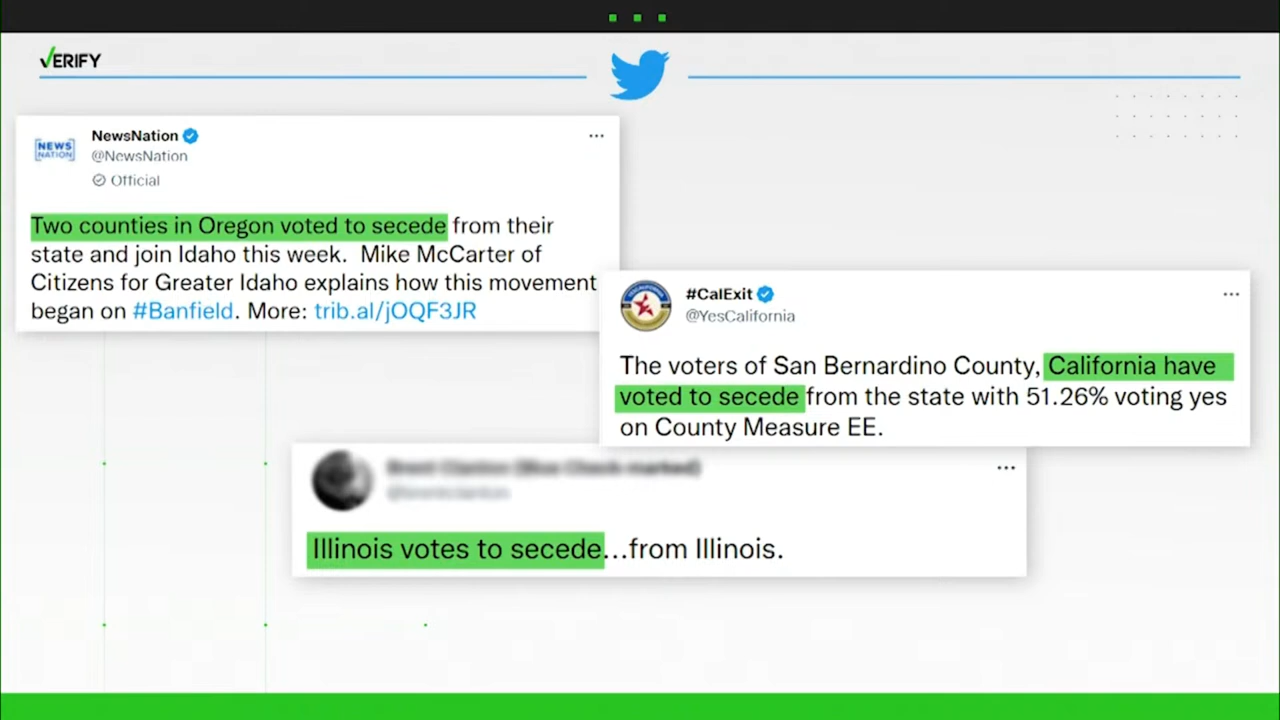 VERIFY
NewsNation
@NewsNation
Official
NEWS
NATION
Two counties in Oregon voted to secede from their
state and join Idaho this week. Mike McCarter of
Citizens for Greater Idaho explains how this movement
began on #Banfield. More: trib.al/jOQF3JR
#CalExit
@YesCalifornia
The voters of San Bernardino County, California have
voted to secede from the state with 51.26% voting yes
on County Measure EE.
Illinois votes to secede...from Illinois.